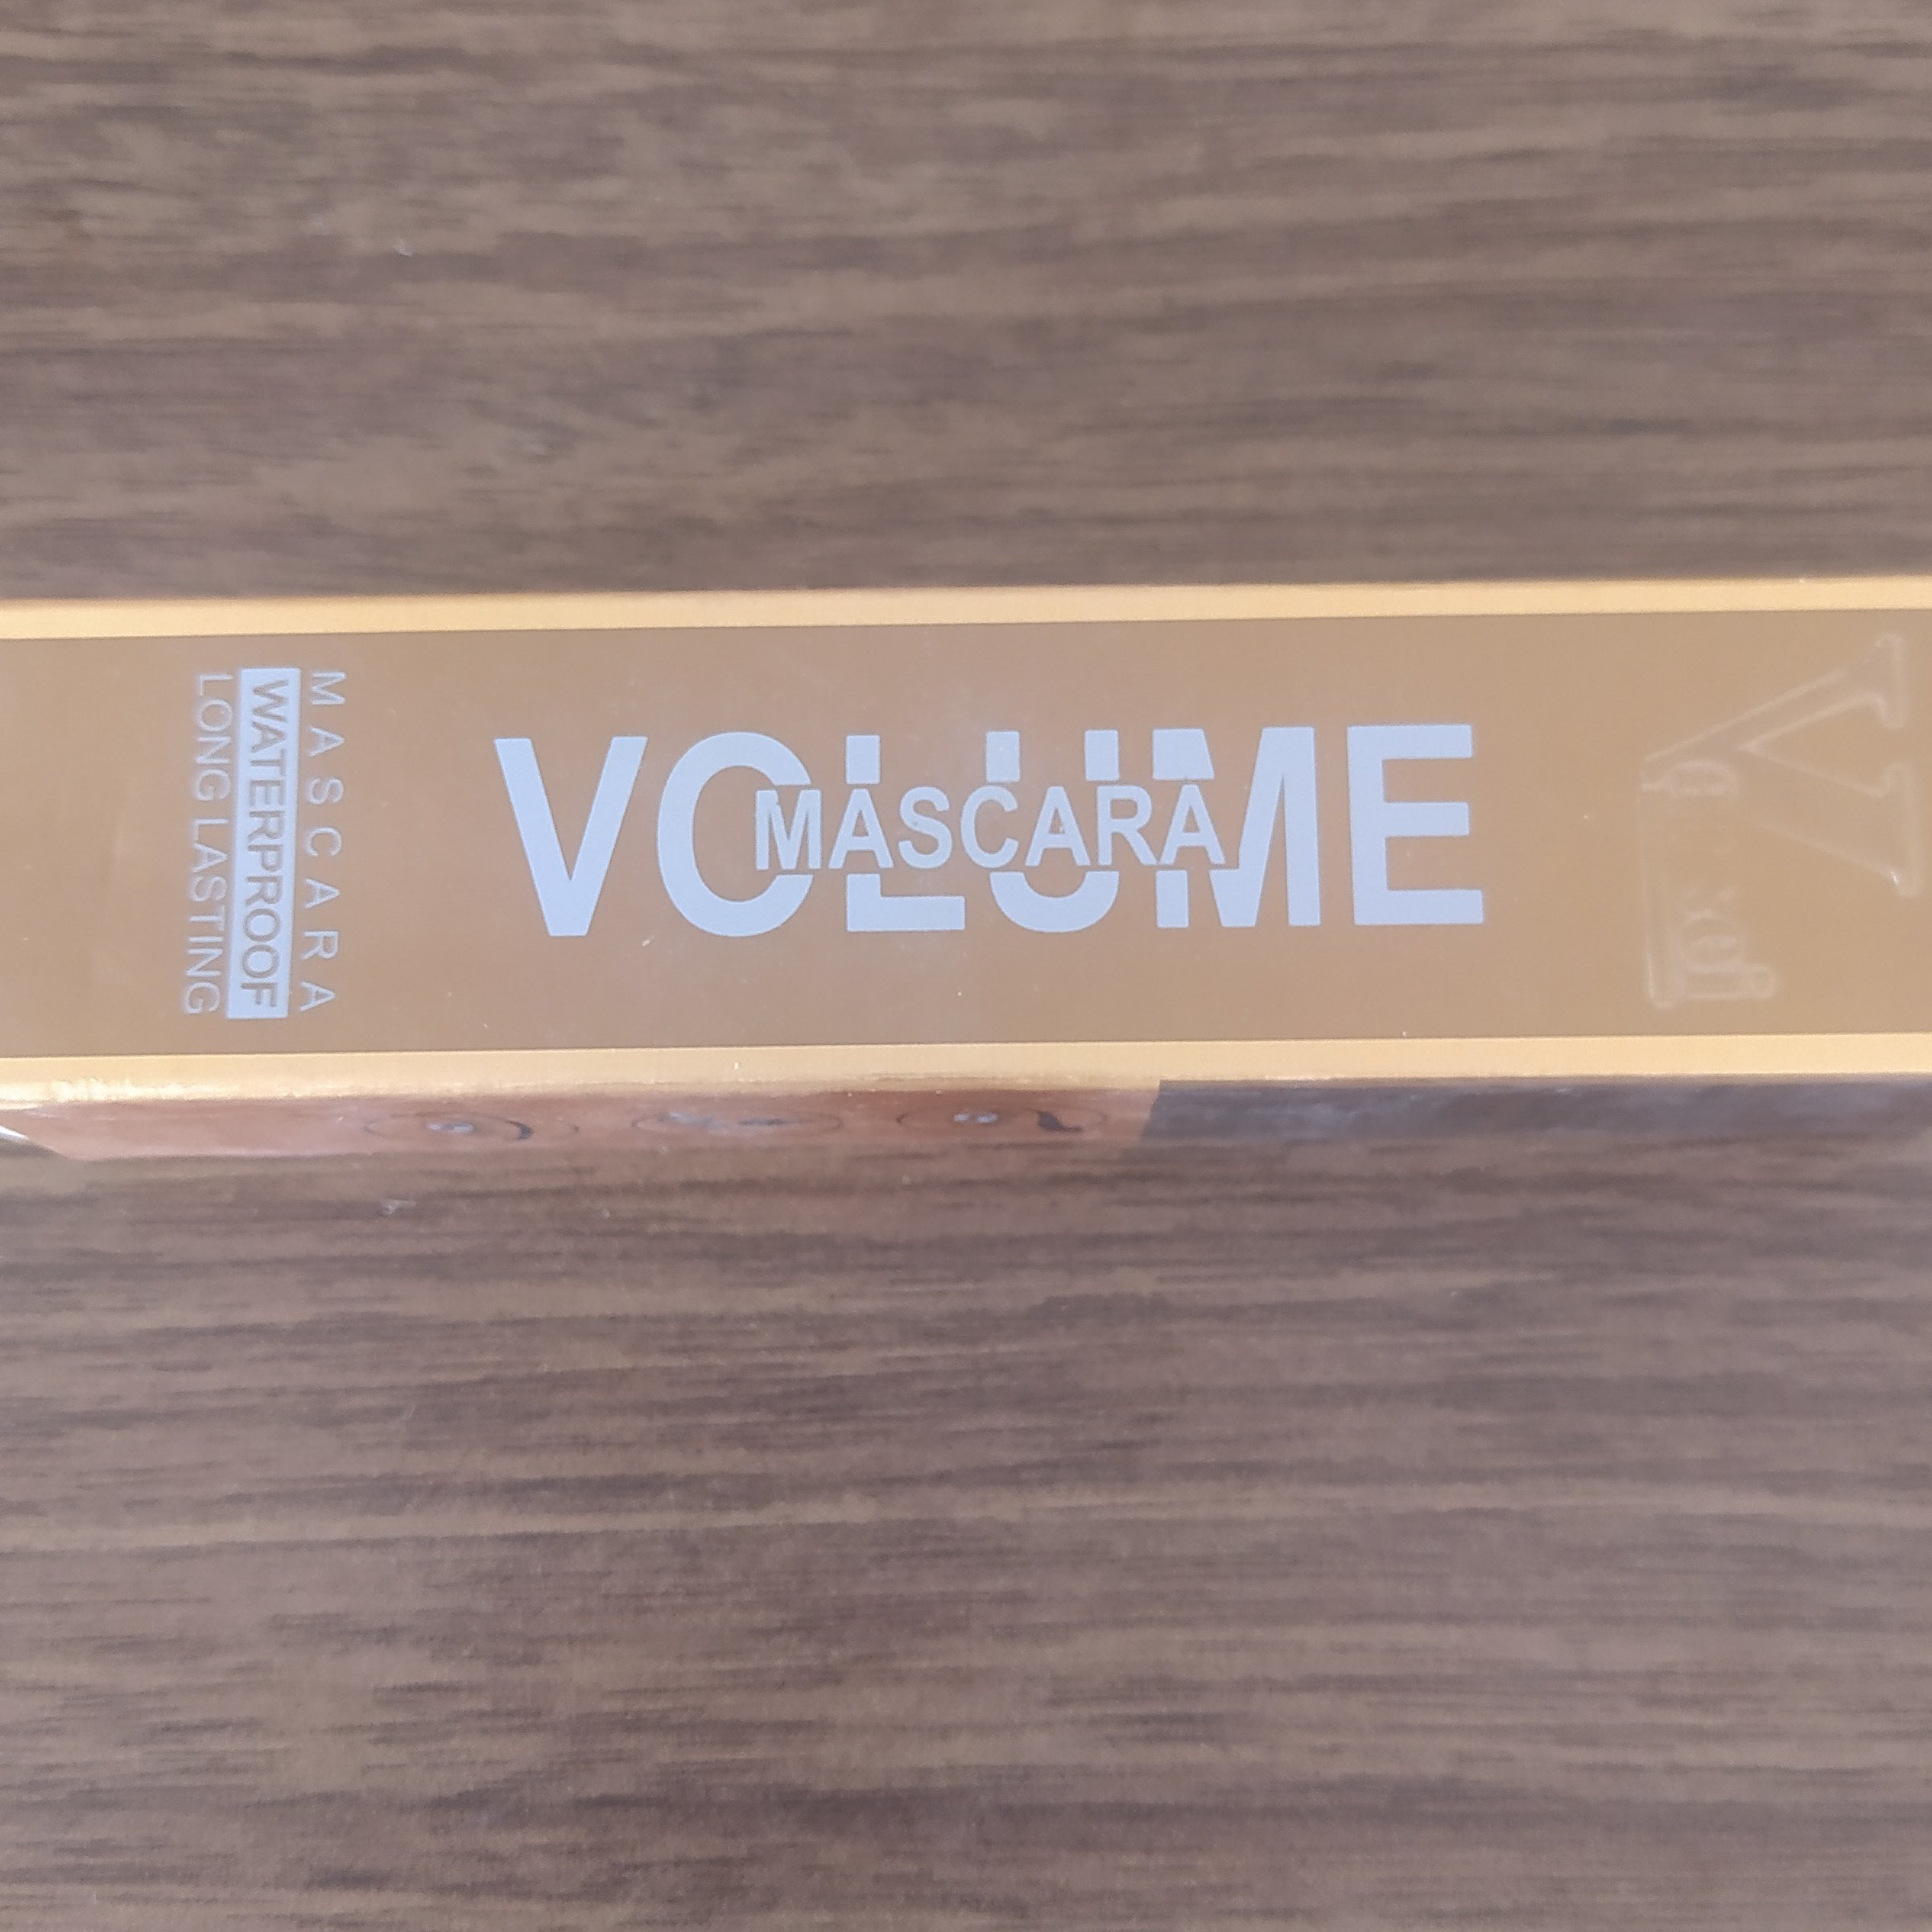 MASCARA
WATERPROOF
LONG LASTING
VOLUME
MASCARA